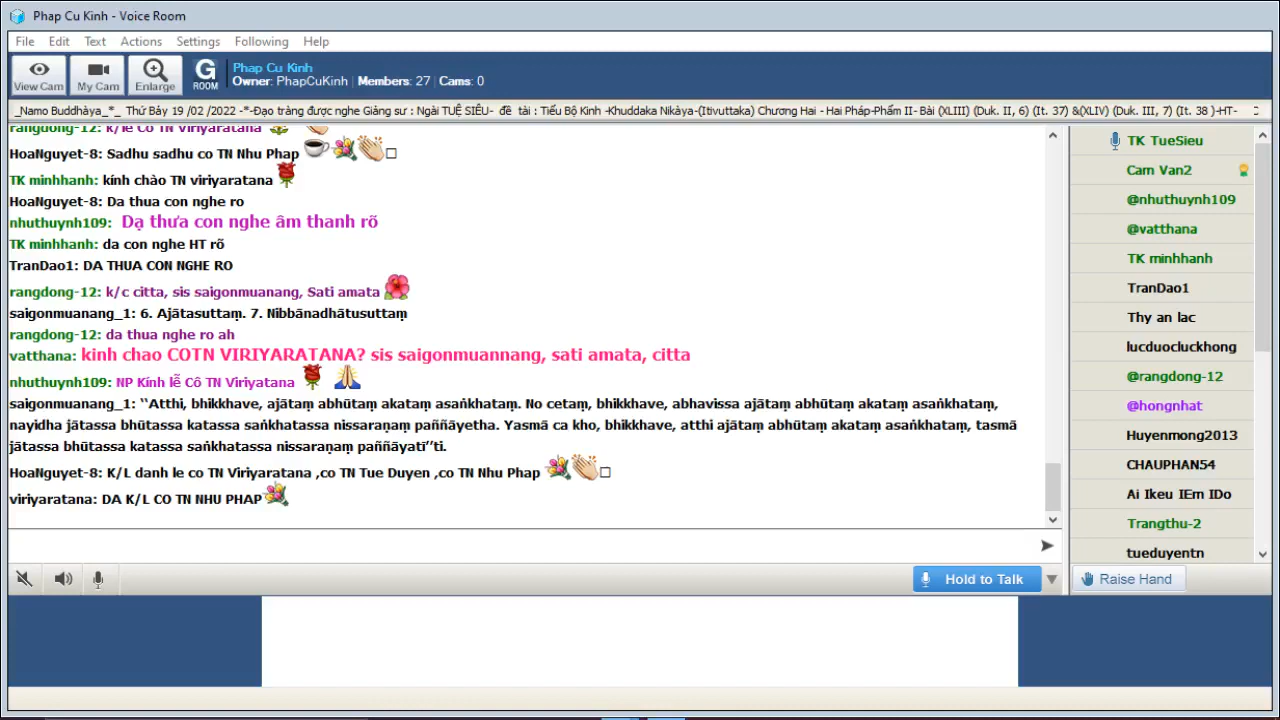 Phap Cu Kinh - Voice Room
File Edit Text Actions Settings Following Help
View Cam My Cam Enlarge G ROOM
Phap Cu Kinh
Owner: PhapCuKinh | Members: 27 | Cams: 0
_Namo Buddhàya_*_ Thứ Bảy 19 /02 /2022 -*-Đạo tràng được nghe Giảng sư : Ngài TUỆ SIÊU- đề tài : Tiểu Bộ Kinh -Khuddaka Nikàya-(Itivuttaka) Chương Hai - Hai Pháp-Phẩm II- Bài (XLIII) (Duk. II, 6) (It. 37) &(XLIV) (Duk. III, 7) (It. 38 )-HT-
rangdong-12: k/le Co TN Viriyaratana
HoaNguyet-8: Sadhu sadhu co TN Nhu Phap
TK minhhanh: kính chào TN viriyaratana
HoaNguyet-8: Da thua con nghe ro
nhuthuynh109: Dạ thưa con nghe âm thanh rõ
TK minhhanh: da con nghe HT rõ
TranDao1: DA THUA CON NGHE RO
rangdong-12: k/c citta, sis saigonmuanang, Sati amata
saigonmuanang_1: 6. Ajātasuttaṃ. 7. Nibbānadhātusuttaṃ
rangdong-12: da thua nghe ro ah
vatthana: kinh chao COTN VIRIYARATANA? sis saigonmuannang, sati amata, citta
nhuthuynh109: NP Kính lễ Cô TN Viriyatana
saigonmuanang_1: ‘‘Atthi, bhikkhave, ajātaṃ abhūtaṃ akataṃ asaṅkhataṃ. No cetaṃ, bhikkhave, abhavissa ajātaṃ abhūtaṃ akataṃ asaṅkhataṃ,
nayidha jātassa bhūtassa katassa saṅkhatassa nissaraṇaṃ paññāyetha. Yasmā ca kho, bhikkhave, atthi ajātaṃ abhūtaṃ akataṃ asaṅkhataṃ, tasmā
jātassa bhūtassa katassa saṅkhatassa nissaraṇaṃ paññāyatī’’ti.
HoaNguyet-8: K/L danh le co TN Viriyaratana ,co TN Tue Duyen ,co TN Nhu Phap
viriyaratana: DA K/L CO TN NHU PHAP
TK TueSieu
Cam Van2
@nhuthuynh109
@vatthana
TK minhhanh
TranDao1
Thy an lac
lucduocluckhong
@rangdong-12
@hongnhat
Huyenmong2013
CHAUPHAN54
Ai Ikeu IEm IDo
Trangthu-2
tueduyentn
Hold to Talk
Raise Hand